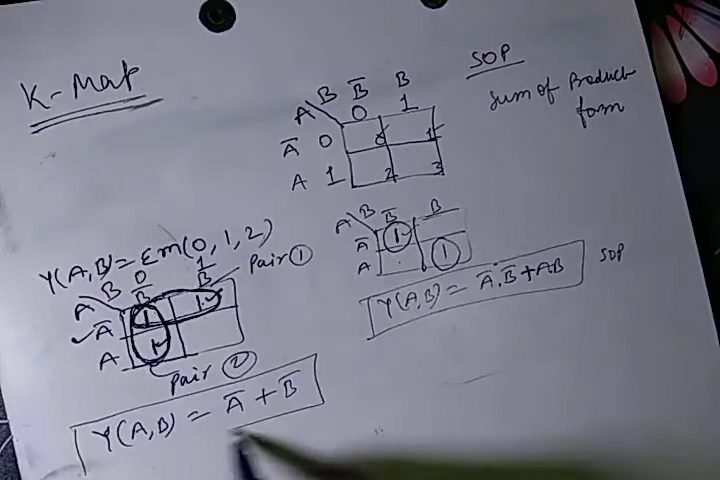 K-Map
SOP
Sum of Product
form
A B B̅ B
0 1
A̅ 0 0 1
A 1 2 3
Y(A,B)= Σm(0,1,2)
0 1
A B B̅ B
A̅ 1 1
A 1
Pair ①
Pair ②
Y(A,B) = A̅ + B̅
A B B̅ B
A̅ 1
A 1
Y(A,B) = A̅.B̅ + AB
SOP